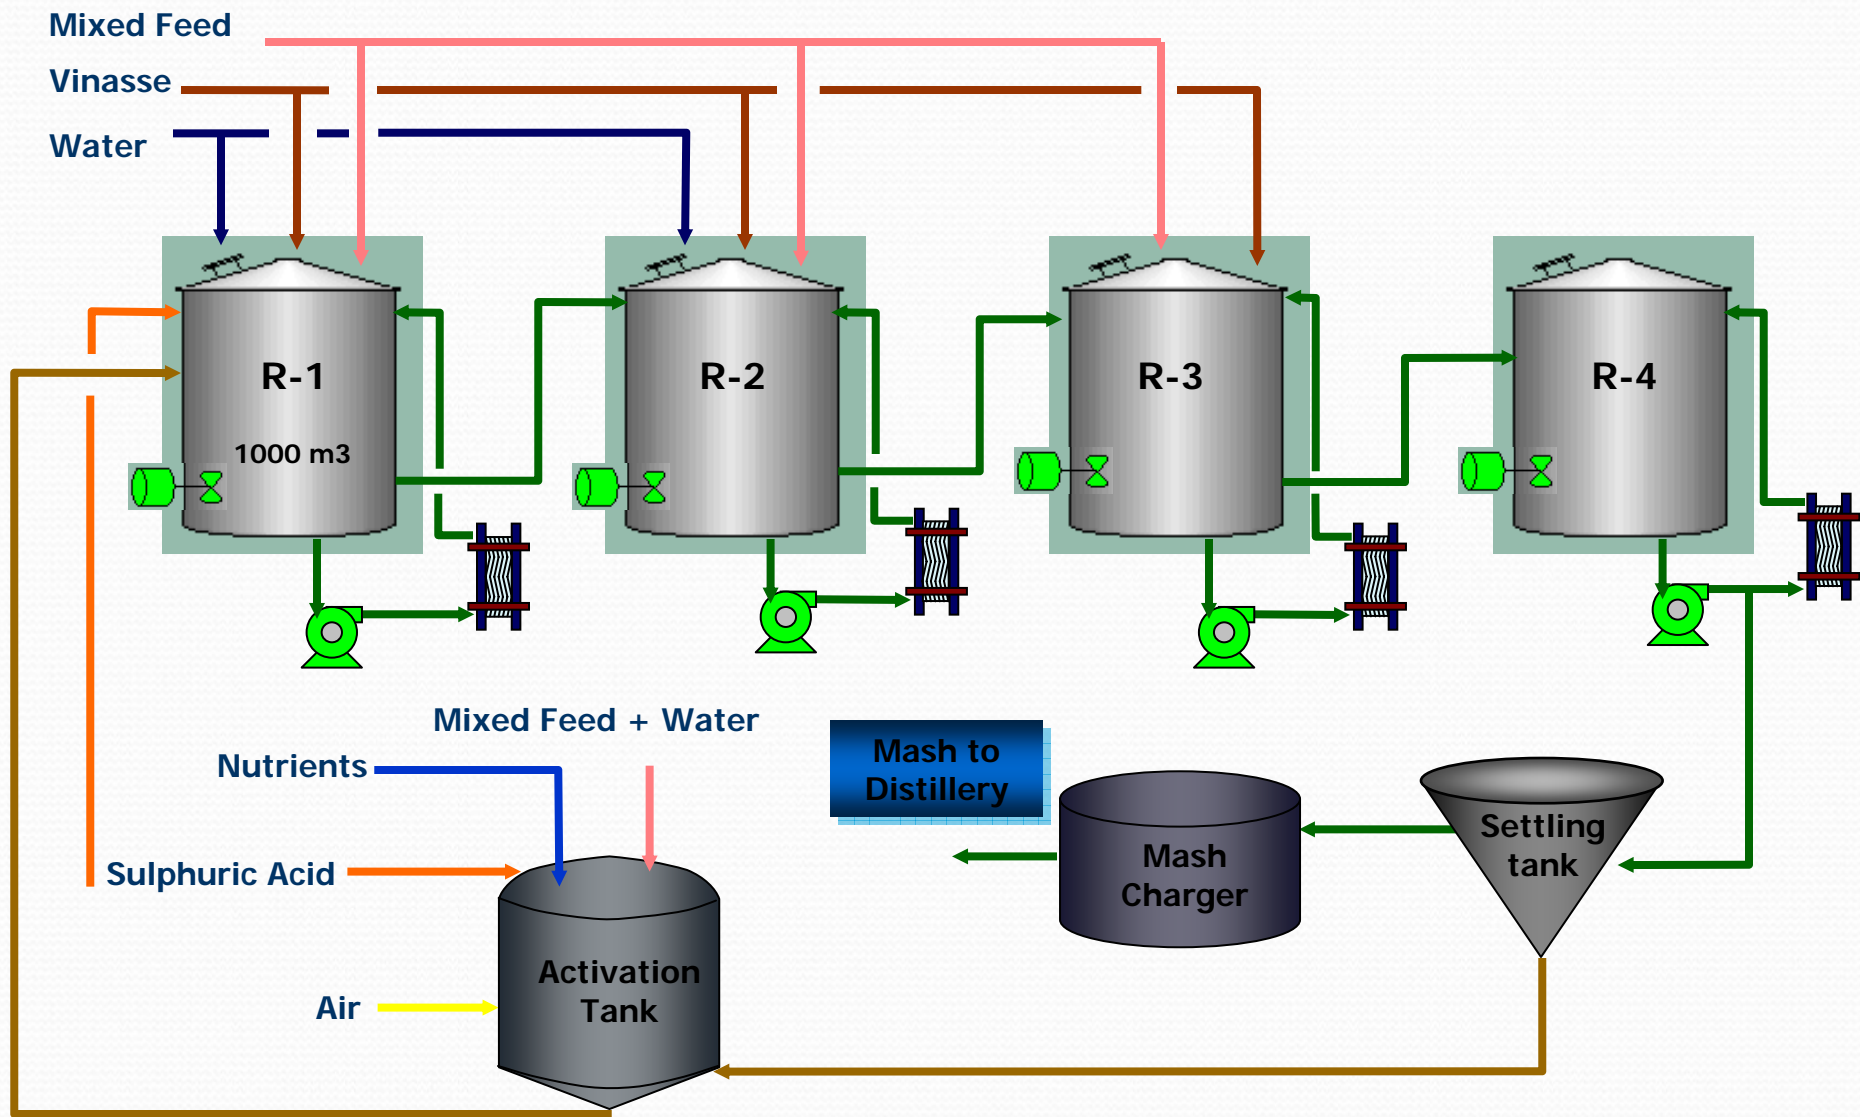 Mixed Feed
Vinasse
Water
R-1
R-2
R-3
R-4
1000 m3
Mixed Feed + Water
Nutrients
Sulphuric Acid
Air
Activation
Tank
Mash to
Distillery
Mash
Charger
Settling
tank